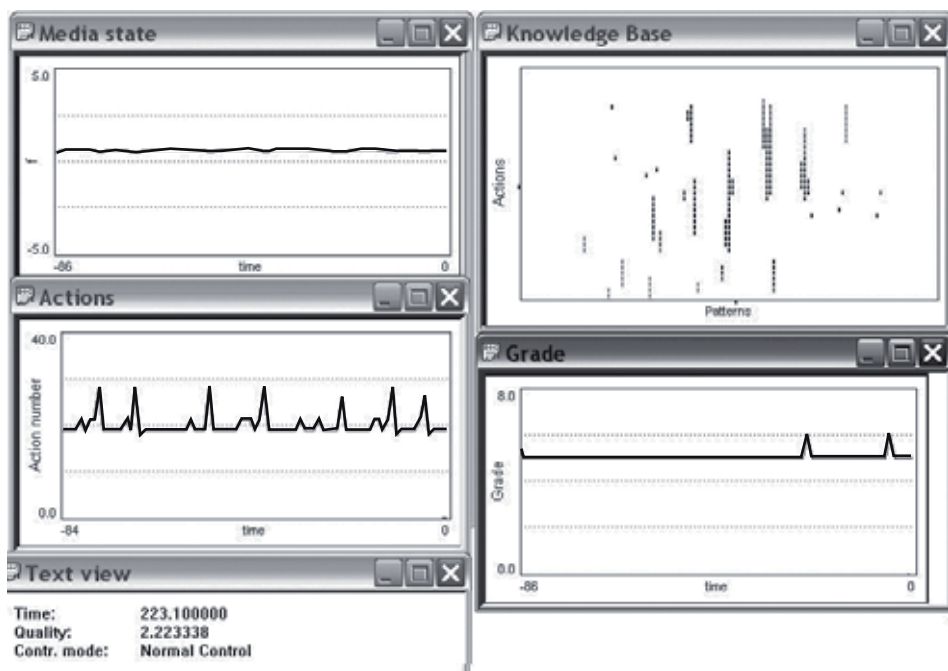 Media state
5.0
-5.0
-86
time
0
Actions
40.0
Action number
0.0
-84
time
0
Text view
Time: 223.100000
Quality: 2.223338
Contr. mode: Normal Control
Knowledge Base
Actions
Patterns
Grade
8.0
Grade
0.0
-86
time
0